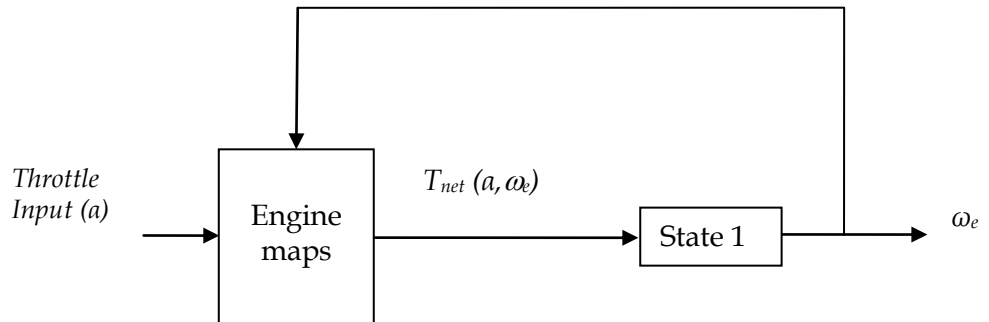 Throttle
Input (a)
Engine
maps
T_net (a, ω_e)
State 1
ω_e